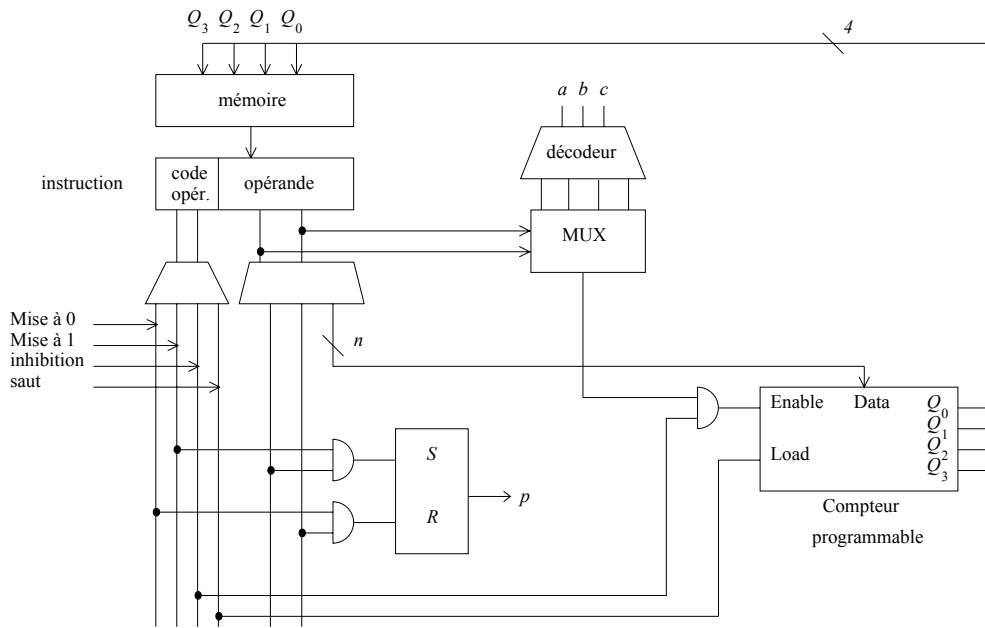 Q3 Q2 Q1 Q0
4
mémoire
a b c
décodeur
instruction
code
opér.
opérande
MUX
Mise à 0
Mise à 1
inhibition
saut
n
Enable Data Q0
Q1
Q2
Load
Q3
S
R
p
Compteur
programmable